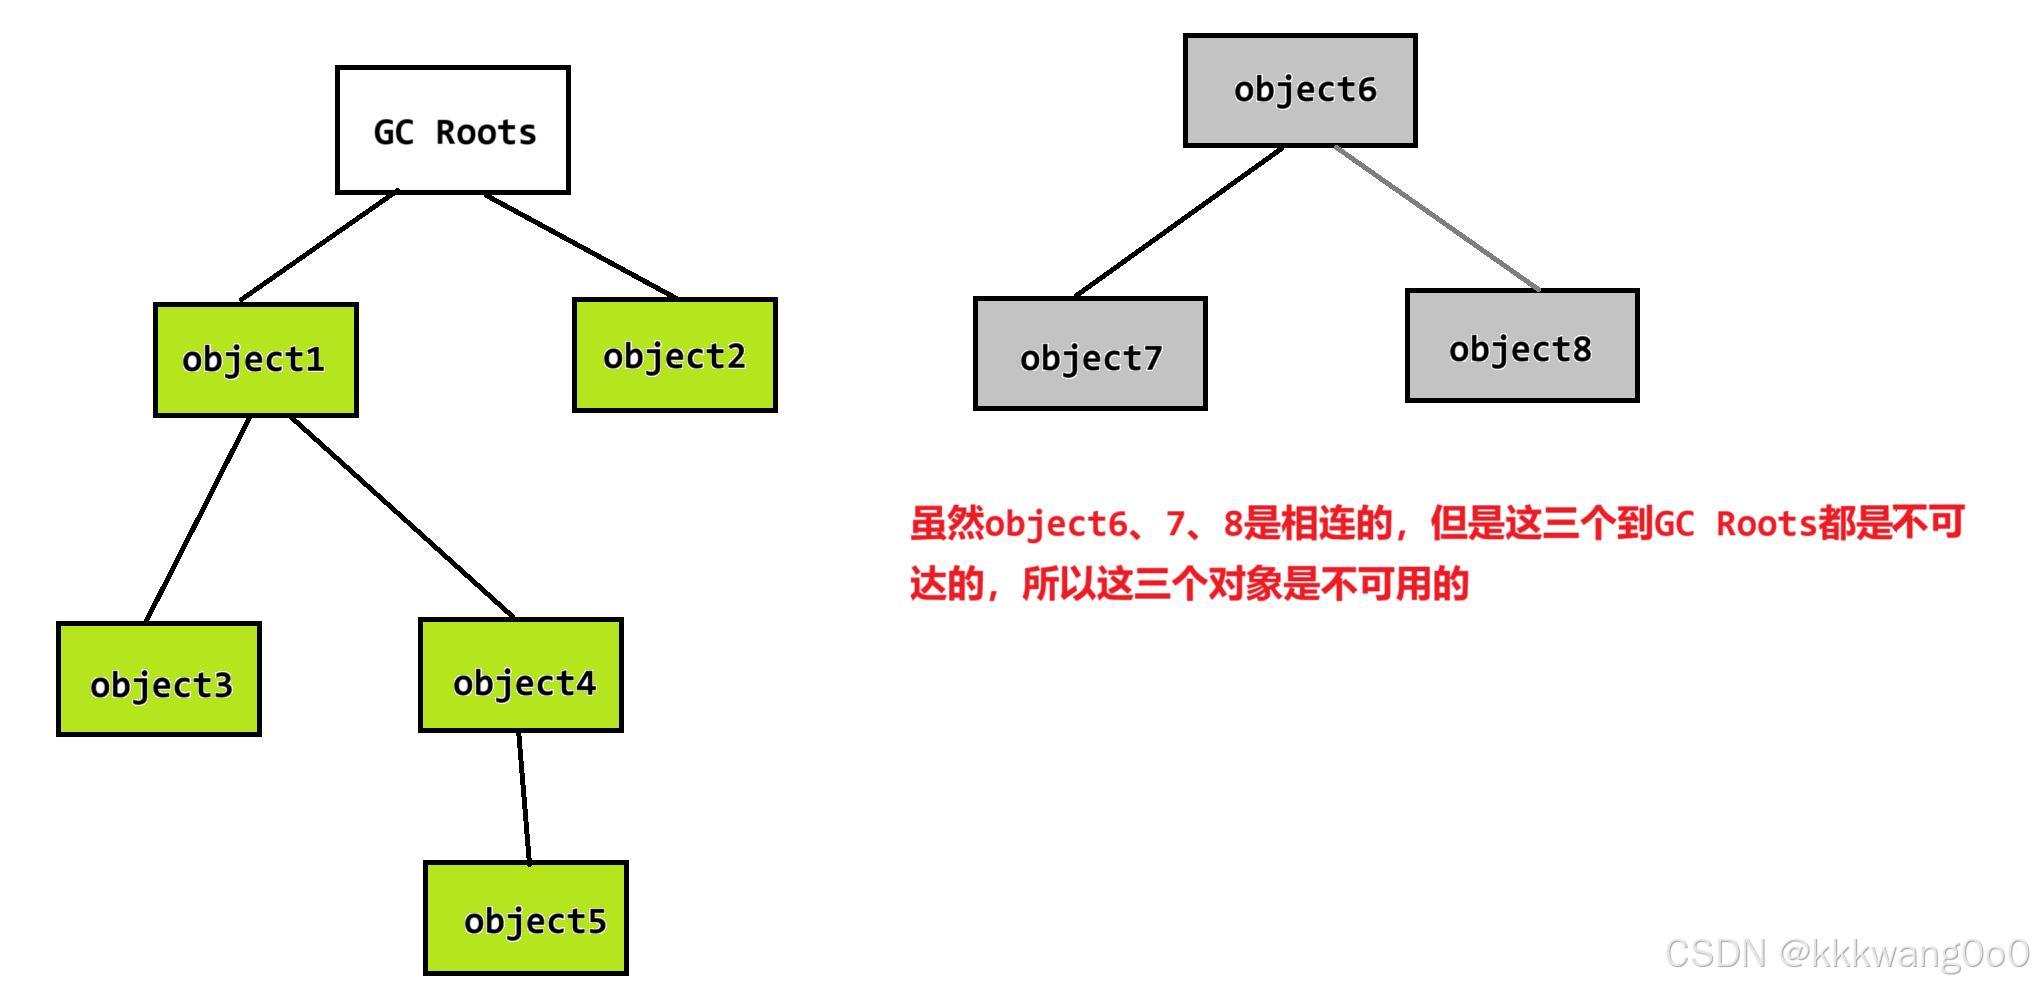 GC Roots
object1
object2
object3
object4
object5
object6
object7
object8
虽然object6、7、8是相连的，但是这三个到GC Roots都是不可
达的，所以这三个对象是不可用的
CSDN @kkkwang0o0